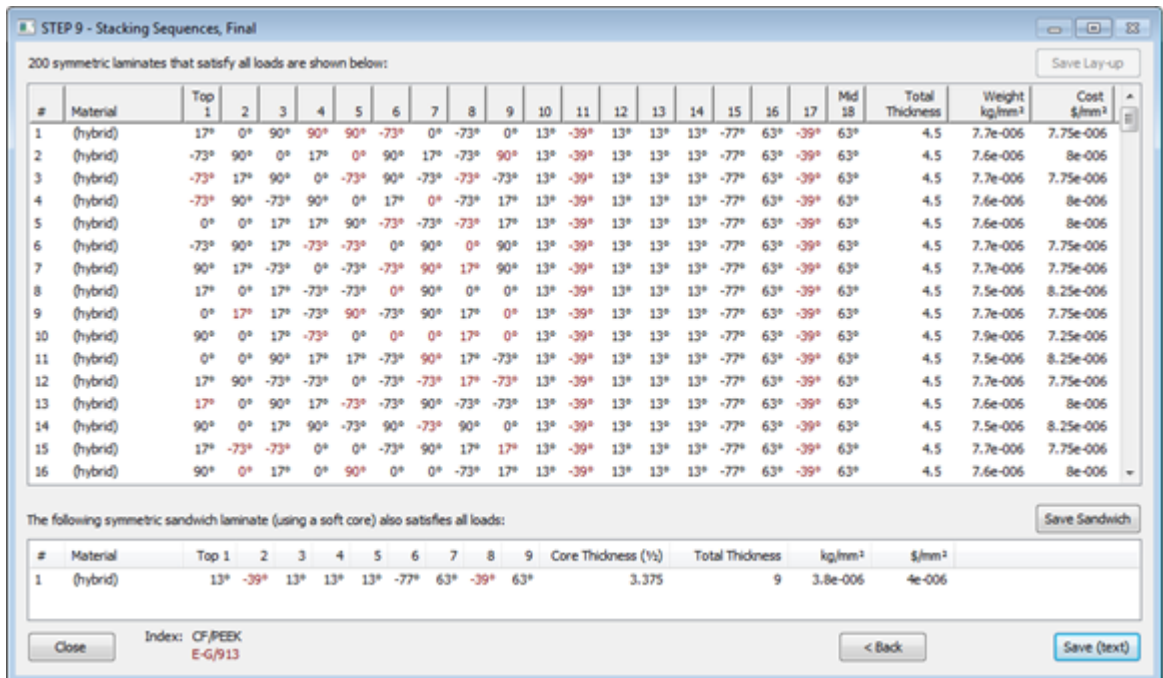 STEP 9 - Stacking Sequences, Final
200 symmetric laminates that satisfy all loads are shown below:
Save Lay-up
# Material Top 1 2 3 4 5 6 7 8 9 10 11 12 13 14 15 16 17 Mid 18 Total Thickness Weight kg/mm² Cost $/mm²
1 (hybrid) 17° 0° 90° 90° 90° -73° 0° -73° 0° 13° -39° 13° 13° 13° -77° 63° -39° 63° 4.5 7.7e-006 7.75e-006
2 (hybrid) -73° 90° 0° 17° 0° 90° 17° -73° 90° 13° -39° 13° 13° 13° -77° 63° -39° 63° 4.5 7.6e-006 8e-006
3 (hybrid) -73° 17° 90° 0° -73° 90° -73° -73° -73° 13° -39° 13° 13° 13° -77° 63° -39° 63° 4.5 7.7e-006 7.75e-006
4 (hybrid) -73° 90° -73° 90° 0° 17° 0° -73° 17° 13° -39° 13° 13° 13° -77° 63° -39° 63° 4.5 7.6e-006 8e-006
5 (hybrid) 0° 0° 17° 17° 90° -73° -73° -73° 17° 13° -39° 13° 13° 13° -77° 63° -39° 63° 4.5 7.6e-006 8e-006
6 (hybrid) -73° 90° 17° -73° -73° 0° 90° 0° 90° 13° -39° 13° 13° 13° -77° 63° -39° 63° 4.5 7.7e-006 7.75e-006
7 (hybrid) 90° 17° -73° 0° -73° -73° 90° 17° 90° 13° -39° 13° 13° 13° -77° 63° -39° 63° 4.5 7.7e-006 7.75e-006
8 (hybrid) 17° 0° 17° -73° -73° 0° 90° 0° 0° 13° -39° 13° 13° 13° -77° 63° -39° 63° 4.5 7.5e-006 8.25e-006
9 (hybrid) 0° 17° 17° -73° 90° -73° 90° 17° 0° 13° -39° 13° 13° 13° -77° 63° -39° 63° 4.5 7.7e-006 7.75e-006
10 (hybrid) 90° 0° 17° -73° 0° 0° 0° 17° 0° 13° -39° 13° 13° 13° -77° 63° -39° 63° 4.5 7.9e-006 7.25e-006
11 (hybrid) 0° 0° 90° 17° 17° -73° 90° 17° -73° 13° -39° 13° 13° 13° -77° 63° -39° 63° 4.5 7.5e-006 8.25e-006
12 (hybrid) 17° 90° -73° -73° 0° -73° -73° 17° -73° 13° -39° 13° 13° 13° -77° 63° -39° 63° 4.5 7.7e-006 7.75e-006
13 (hybrid) 17° 0° 90° 17° -73° -73° 90° -73° -73° 13° -39° 13° 13° 13° -77° 63° -39° 63° 4.5 7.6e-006 8e-006
14 (hybrid) 90° 0° 17° 90° -73° 90° -73° 90° 0° 13° -39° 13° 13° 13° -77° 63° -39° 63° 4.5 7.5e-006 8.25e-006
15 (hybrid) 17° -73° -73° 0° 0° -73° 90° 17° 17° 13° -39° 13° 13° 13° -77° 63° -39° 63° 4.5 7.7e-006 7.75e-006
16 (hybrid) 90° 0° 17° 0° 90° 0° 0° -73° 17° 13° -39° 13° 13° 13° -77° 63° -39° 63° 4.5 7.6e-006 8e-006
The following symmetric sandwich laminate (using a soft core) also satisfies all loads:
Save Sandwich
# Material Top 1 2 3 4 5 6 7 8 9 Core Thickness (½) Total Thickness kg/mm² $/mm²
1 (hybrid) 13° -39° 13° 13° 13° -77° 63° -39° 63° 3.375 9 3.8e-006 4e-006
Close
Index: CF/PEEK
E-G/913
< Back
Save (text)